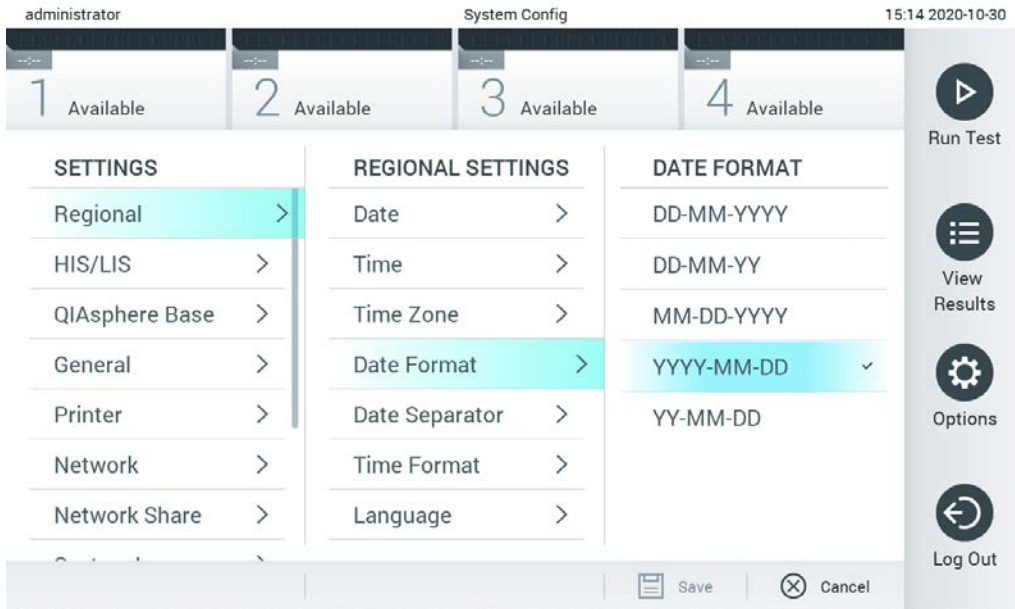 administrator System Config 15:14 2020-10-30
--:-- --:-- --:-- --:--
1 Available 2 Available 3 Available 4 Available
Run Test
SETTINGS
Regional
HIS/LIS
QIAsphere Base
General
Printer
Network
Network Share
REGIONAL SETTINGS
Date
Time
Time Zone
Date Format
Date Separator
Time Format
Language
DATE FORMAT
DD-MM-YYYY
DD-MM-YY
MM-DD-YYYY
YYYY-MM-DD
YY-MM-DD
View
Results
Options
Log Out
Save Cancel